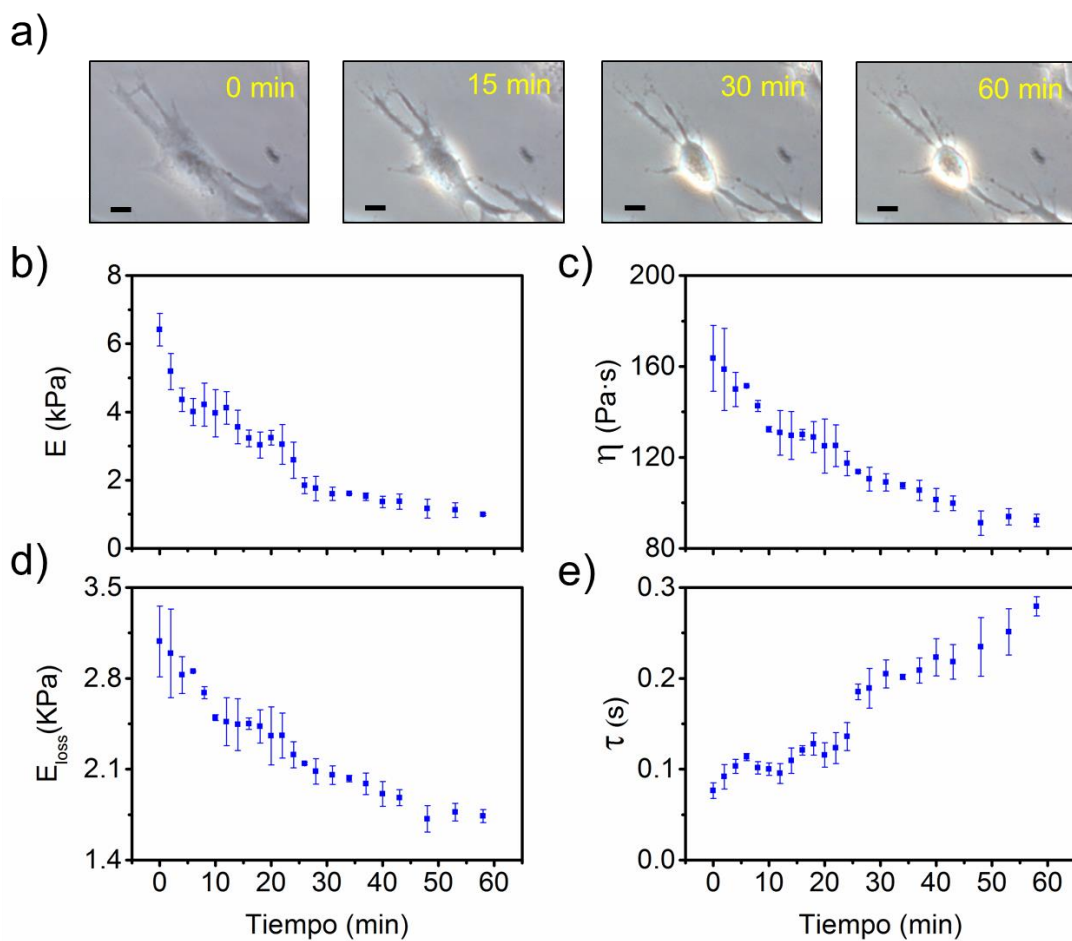 a)
0 min
15 min
30 min
60 min
b)
8
6
4
2
0
E (kPa)
c)
200
160
120
80
η (Pa·s)
d)
3.5
2.8
2.1
1.4
E_loss(KPa)
0
10
20
30
40
50
60
Tiempo (min)
e)
0.3
0.2
0.1
0.0
τ (s)
0
10
20
30
40
50
60
Tiempo (min)